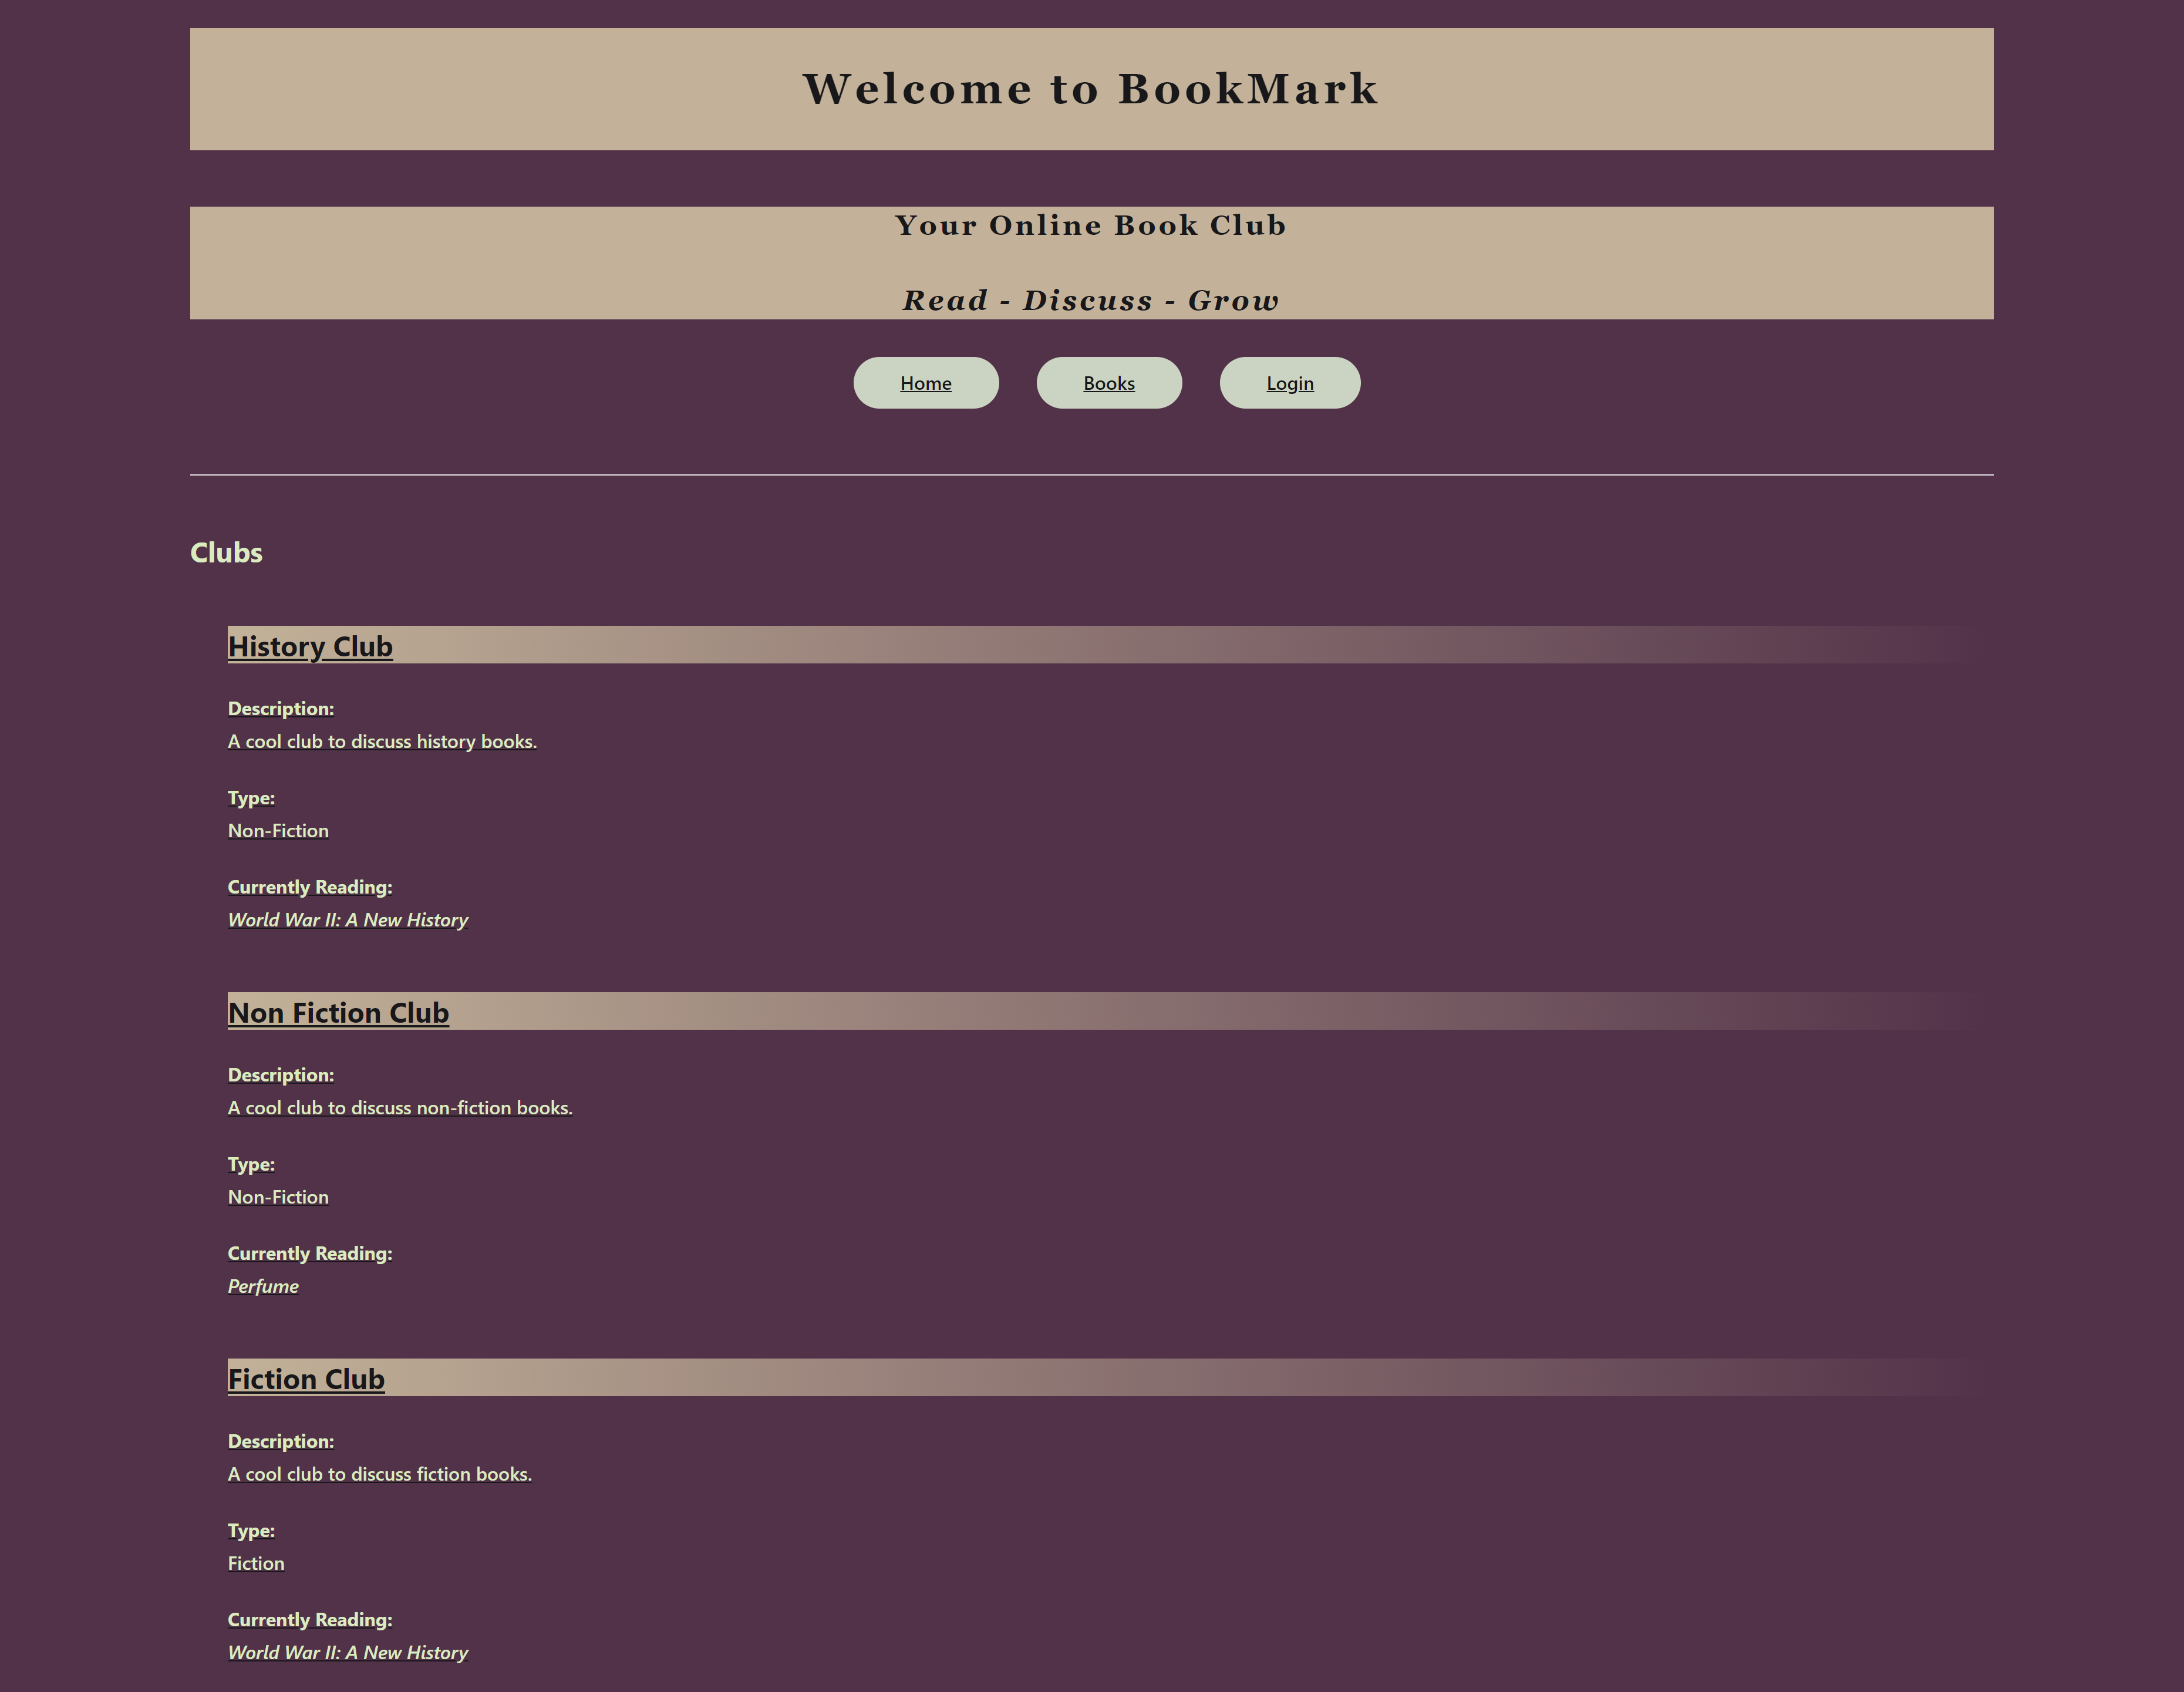 Welcome to BookMark
Your Online Book Club
Read - Discuss - Grow
Home
Books
Login
Clubs
History Club
Description:
A cool club to discuss history books.
Type:
Non-Fiction
Currently Reading:
World War II: A New History
Non Fiction Club
Description:
A cool club to discuss non-fiction books.
Type:
Non-Fiction
Currently Reading:
Perfume
Fiction Club
Description:
A cool club to discuss fiction books.
Type:
Fiction
Currently Reading:
World War II: A New History